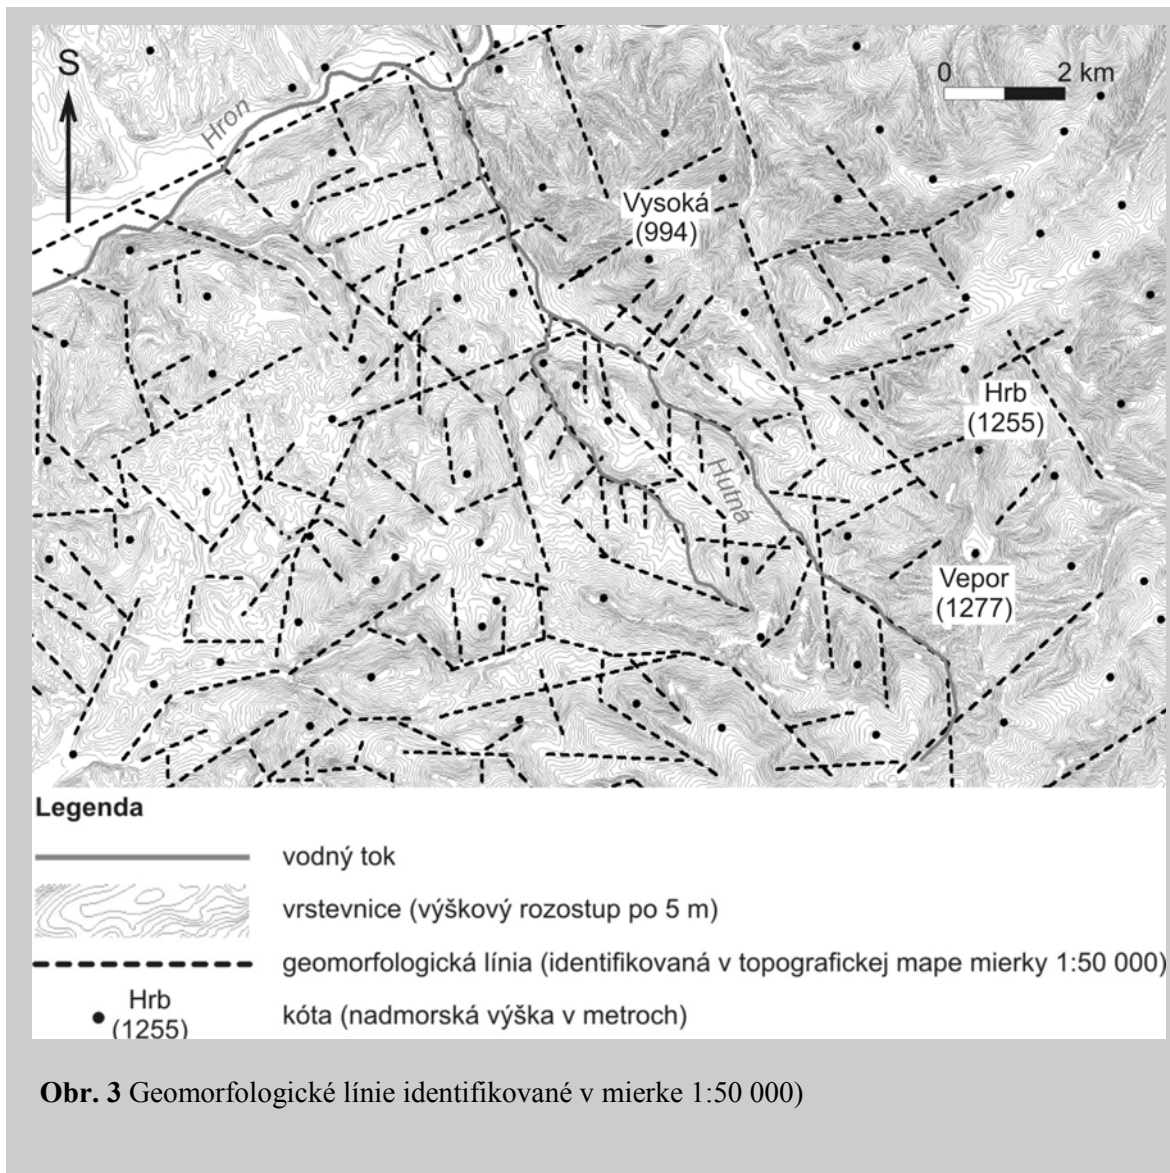 S
Hron
0 2 km
Vysoká
(994)
Hrb
(1255)
Hutná
Vepor
(1277)
Legenda
vodný tok
vrstevnice (výškový rozostup po 5 m)
geomorfologická línia (identifikovaná v topografickej mape mierky 1:50 000)
Hrb
(1255)
kóta (nadmorská výška v metroch)
Obr. 3 Geomorfologické línie identifikované v mierke 1:50 000)